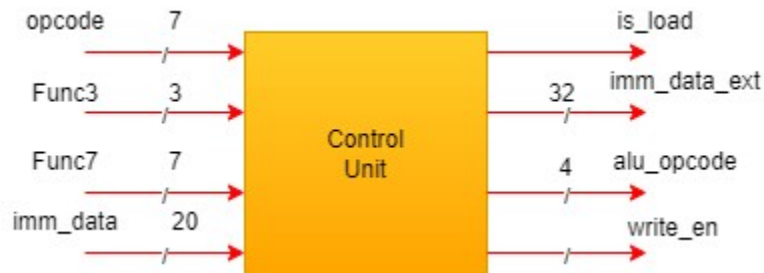 opcode 7 is_load
Func3 3 32 imm_data_ext
Control
Unit
Func7 7 4 alu_opcode
imm_data 20 write_en